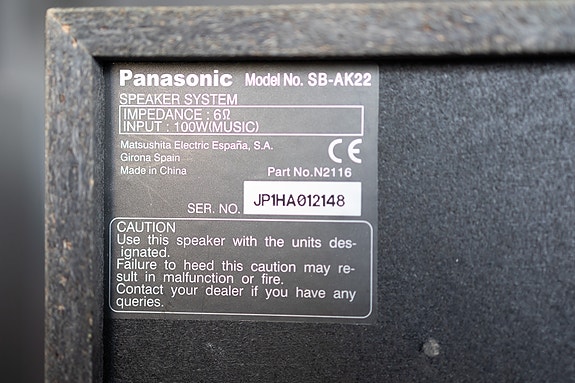 Panasonic Model No. SB-AK22
SPEAKER SYSTEM
IMPEDANCE : 6Ω
INPUT : 100W(MUSIC)
Matsushita Electric España, S.A.
Girona Spain
Made in China
CE
Part No.N2116
SER. NO. JP1HA012148
CAUTION
Use this speaker with the units des-
ignated.
Failure to heed this caution may re-
sult in malfunction or fire.
Contact your dealer if you have any
queries.